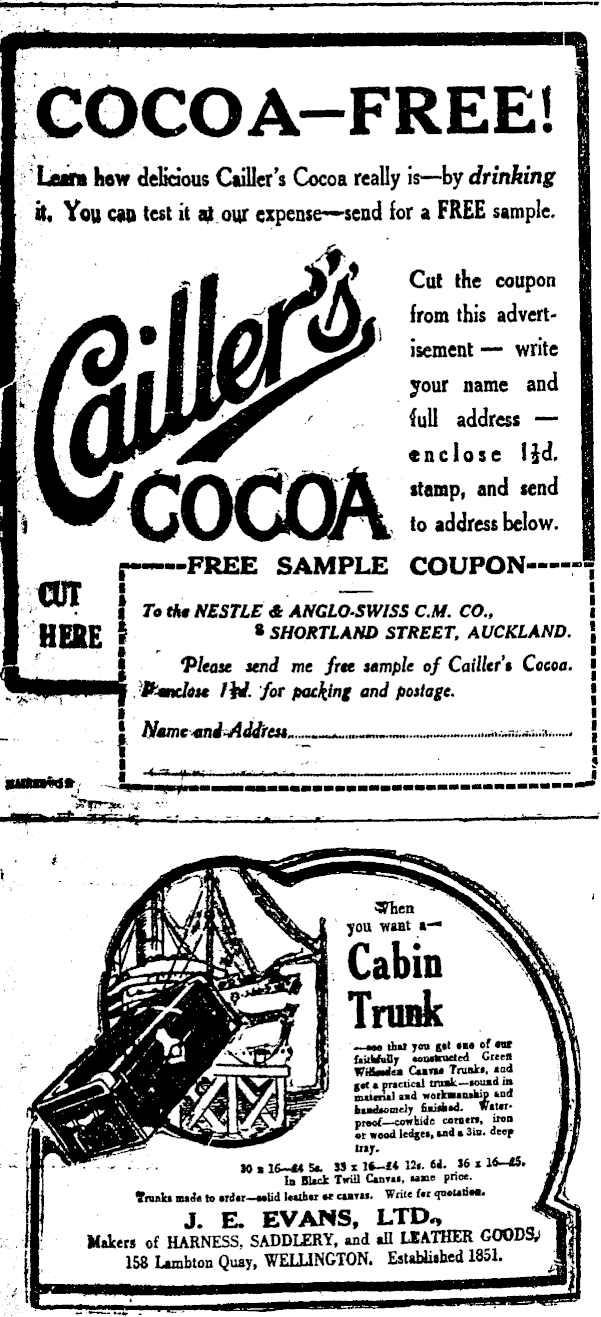 COCOA—FREE!
Learn how delicious Cailler's Cocoa really is—by drinking
it. You can test it at our expense—send for a FREE sample.
Cailler's
COCOA
Cut the coupon
from this advert-
isement — write
your name and
full address —
enclose 1½d.
stamp, and send
to address below.
CUT
HERE
FREE SAMPLE COUPON
To the NESTLE & ANGLO-SWISS C.M. CO.,
SHORTLAND STREET, AUCKLAND.
Please send me free sample of Cailler's Cocoa.
I enclose 1½d. for packing and postage.
Name and Address
When
you want a—
Cabin
Trunk
—see that you get one of our
faithfully constructed Green
Willesden Canvas Trunks, and
get a practical trunk—sound in
material and workmanship and
handsomely finished. Water-
proof—cowhide corners, iron
or wood ledges, and a 3in. deep
tray.
30 x 16—£4 5s. 33 x 16—£4 12s. 6d. 36 x 16—£5.
In Black Twill Canvas, same price.
Trunks made to order—solid leather or canvas. Write for quotation.
J. E. EVANS, LTD.,
Makers of HARNESS, SADDLERY, and all LEATHER GOODS,
158 Lambton Quay, WELLINGTON. Established 1851.